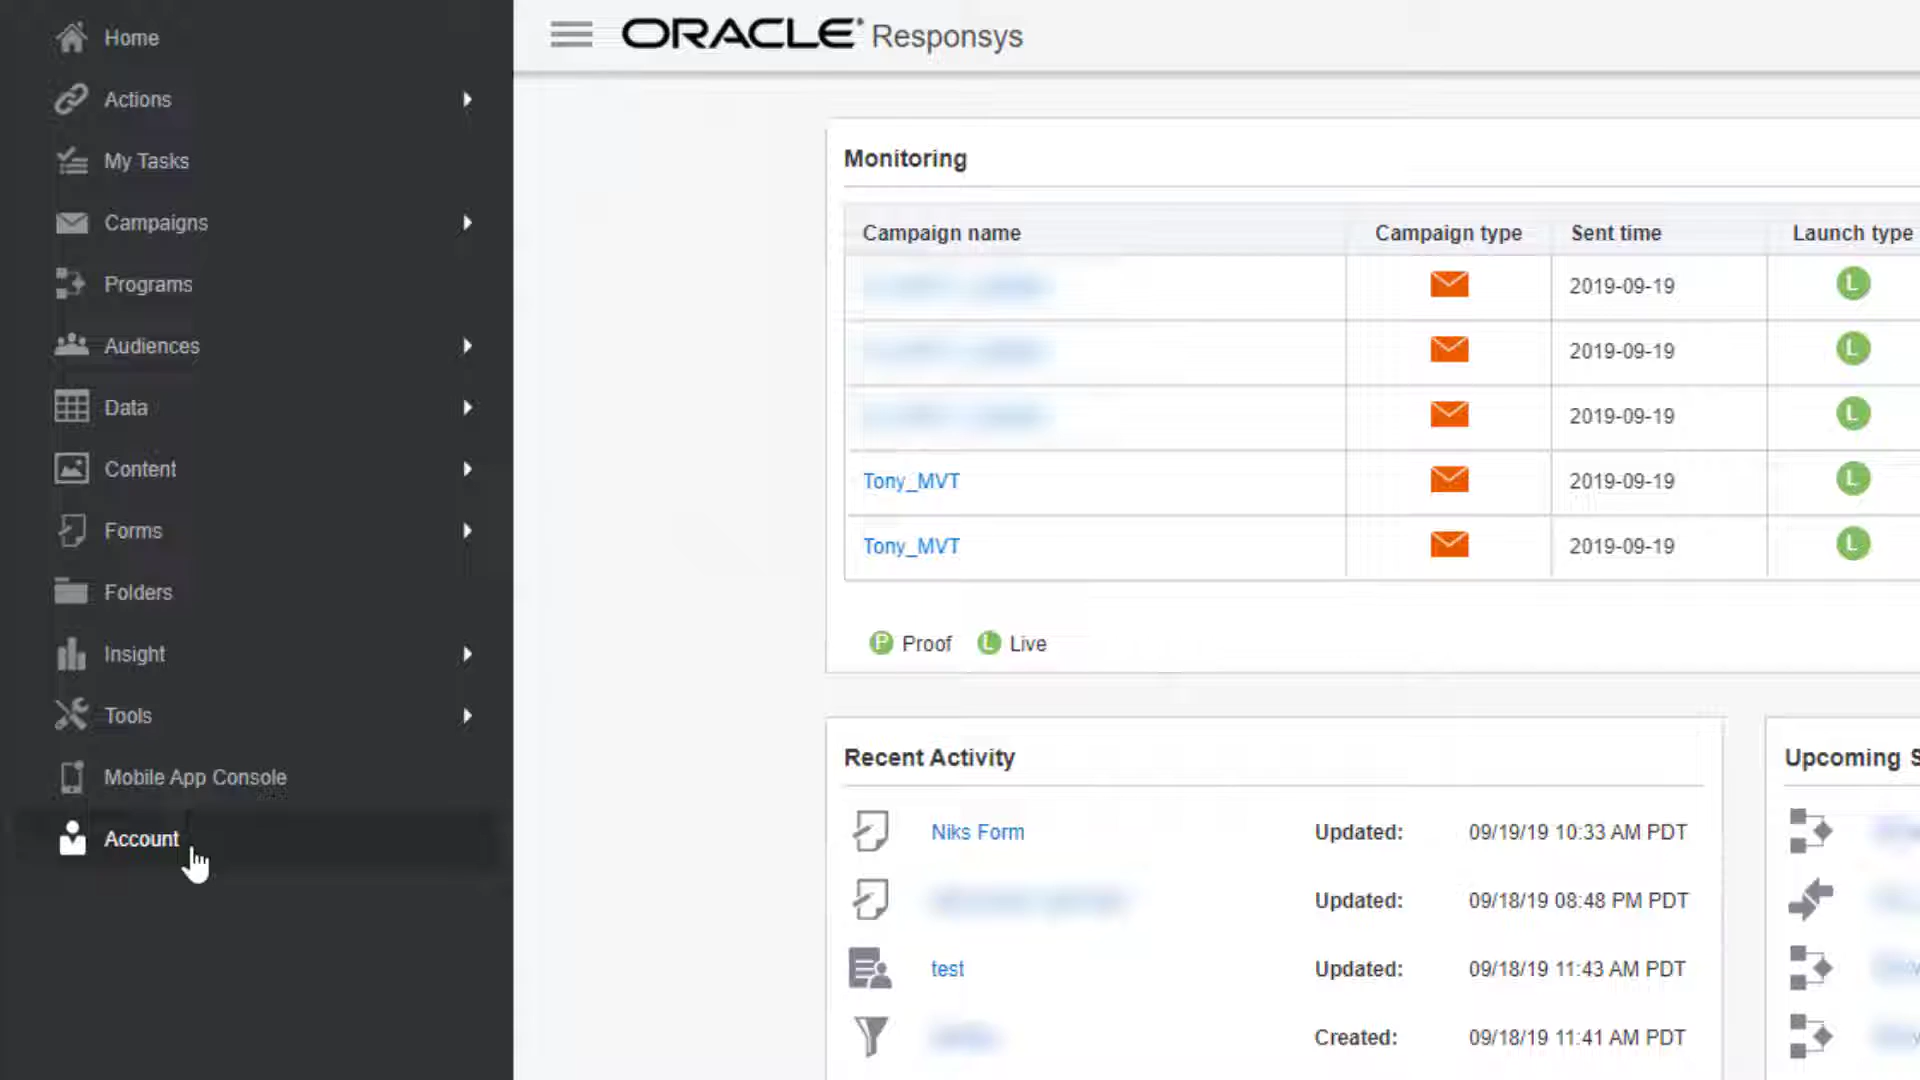 Home
Actions
My Tasks
Campaigns
Programs
Audiences
Data
Content
Forms
Folders
Insight
Tools
Mobile App Console
Account
ORACLE Responsys
Monitoring
Campaign name Campaign type Sent time Launch type
2019-09-19 L
2019-09-19 L
2019-09-19 L
Tony_MVT 2019-09-19 L
Tony_MVT 2019-09-19 L
P Proof L Live
Recent Activity
Niks Form Updated: 09/19/19 10:33 AM PDT
Updated: 09/18/19 08:48 PM PDT
test Updated: 09/18/19 11:43 AM PDT
Created: 09/18/19 11:41 AM PDT
Upcoming S